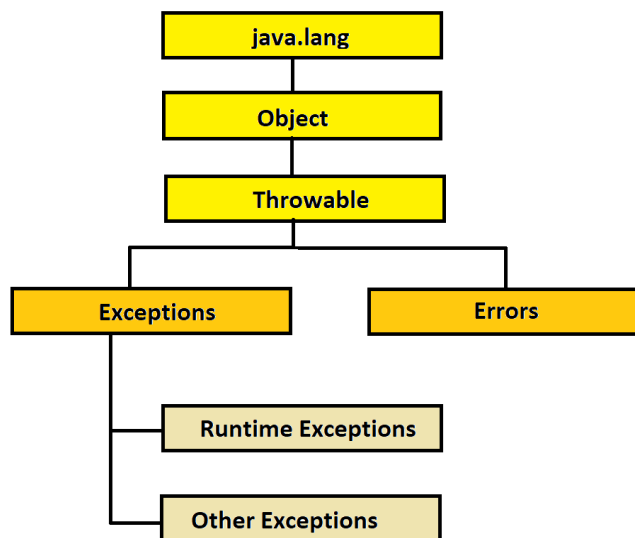 java.lang
Object
Throwable
Exceptions
Errors
Runtime Exceptions
Other Exceptions